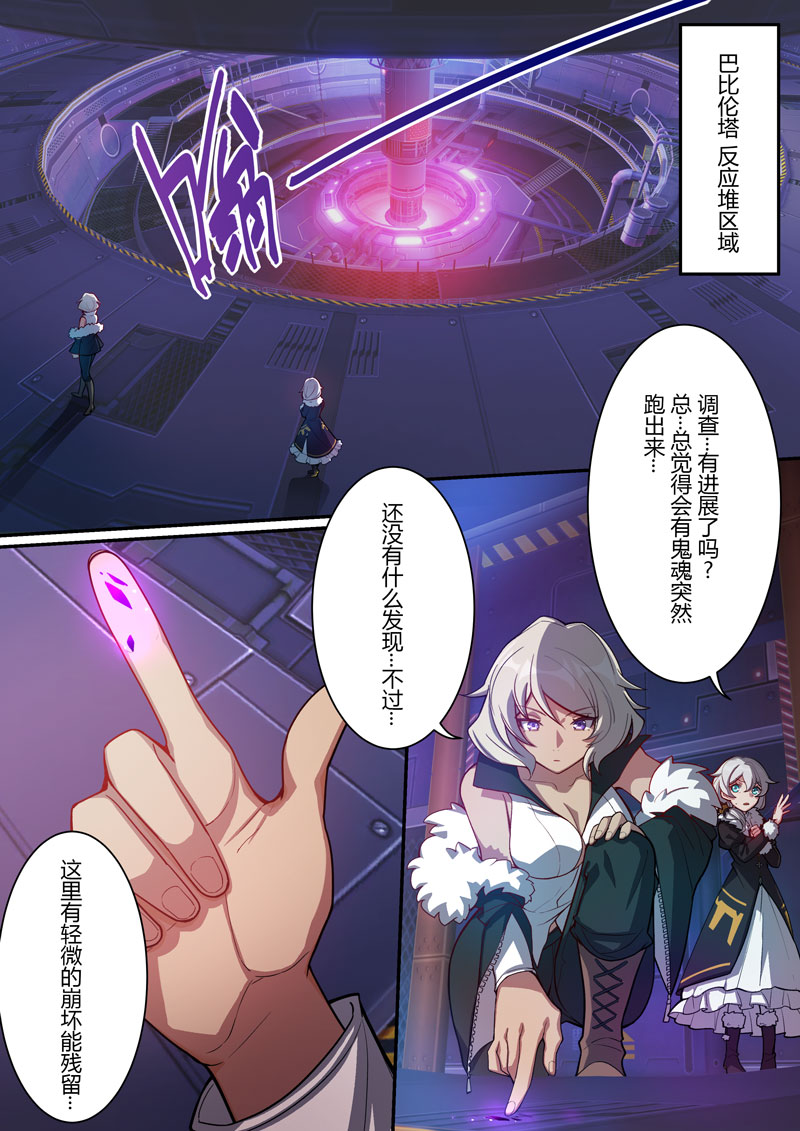 巴比伦塔 反应堆区域
嗡
调查…有进展了吗?
总…总觉得会有鬼魂突然
跑出来…
还没有什么发现…不过…
这里有轻微的崩坏能残留…